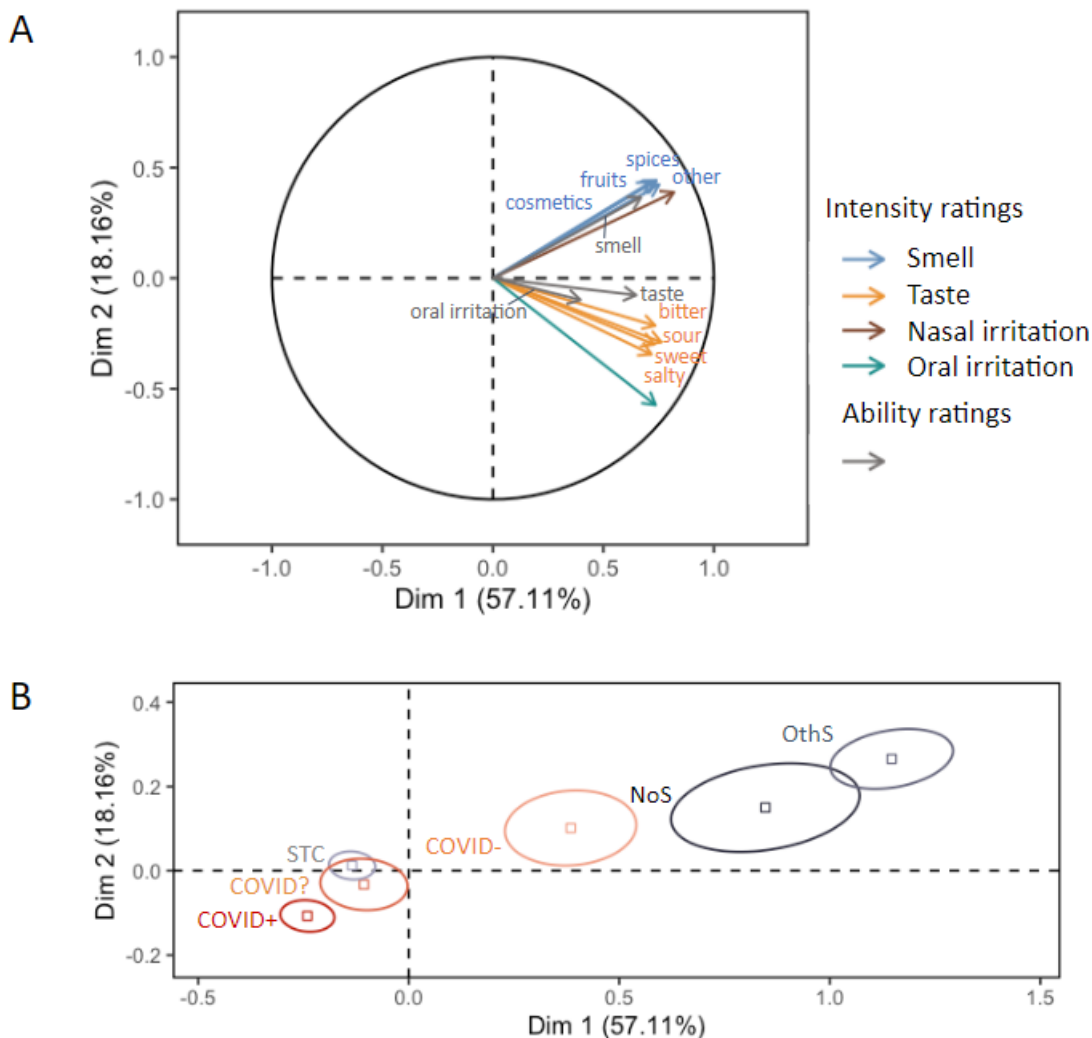 A
1.0
0.5
0.0
-0.5
-1.0
Dim 2 (18.16%)
spices
fruits
other
cosmetics
smell
oral irritation
taste
bitter
sour
sweet
salty
-1.0 -0.5 0.0 0.5 1.0
Dim 1 (57.11%)
Intensity ratings
Smell
Taste
Nasal irritation
Oral irritation
Ability ratings
B
0.4
0.2
0.0
-0.2
Dim 2 (18.16%)
OthS
NoS
COVID-
STC
COVID?
COVID+
-0.5 0.0 0.5 1.0 1.5
Dim 1 (57.11%)